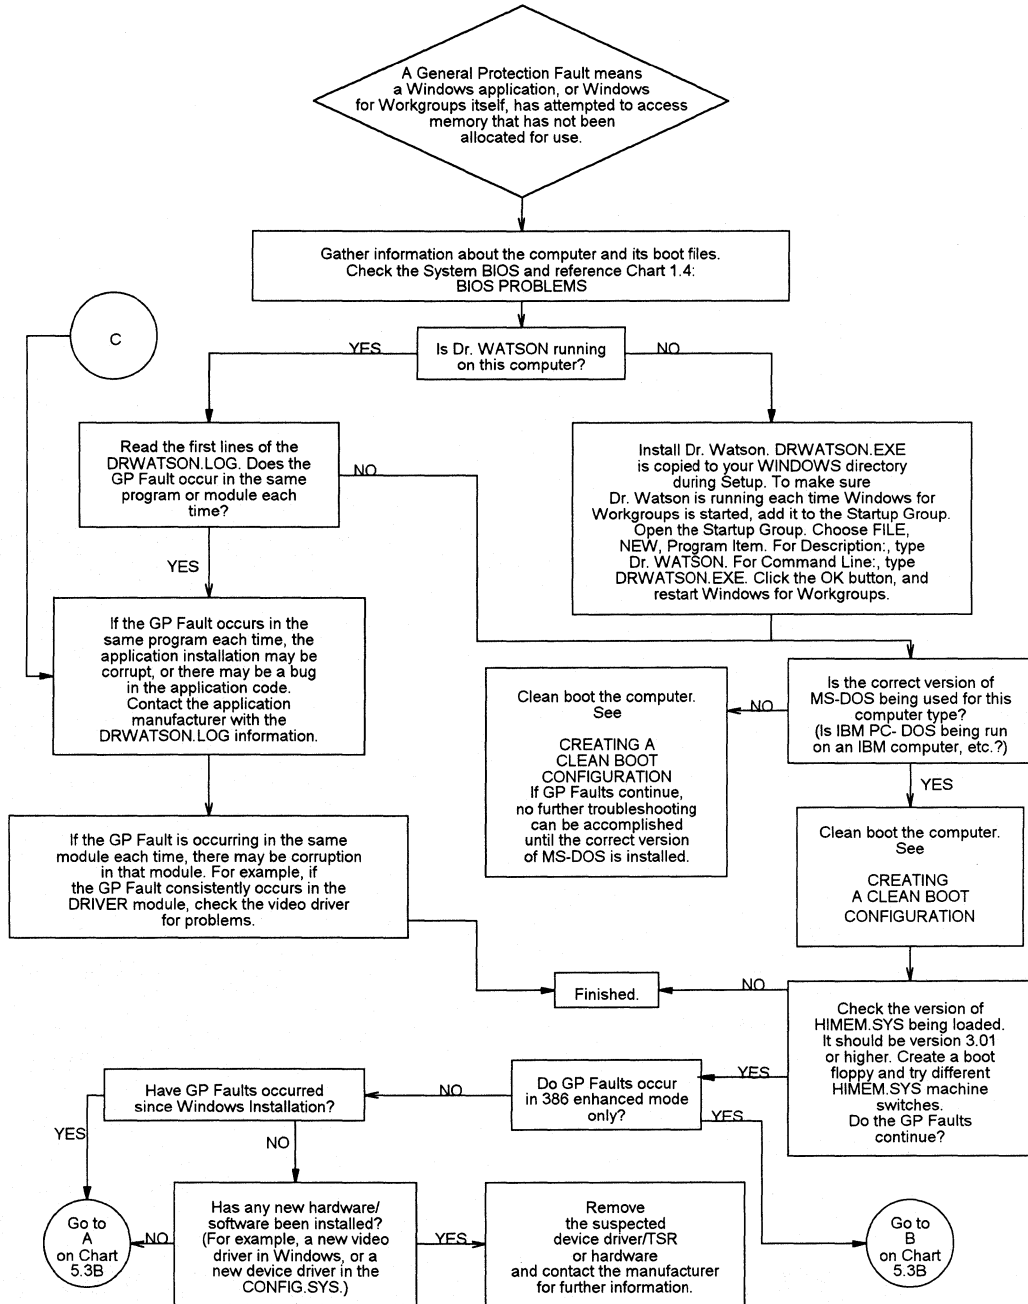 A General Protection Fault means
a Windows application, or Windows
for Workgroups itself, has attempted to access
memory that has not been
allocated for use.
Gather information about the computer and its boot files.
Check the System BIOS and reference Chart 1.4:
BIOS PROBLEMS
C
YES
Is Dr. WATSON running
on this computer?
NO
Read the first lines of the
DRWATSON.LOG. Does the
GP Fault occur in the same
program or module each
time?
NO
Install Dr. Watson. DRWATSON.EXE
is copied to your WINDOWS directory
during Setup. To make sure
Dr. Watson is running each time Windows for
Workgroups is started, add it to the Startup Group.
Open the Startup Group. Choose FILE,
NEW, Program Item. For Description:, type
Dr. WATSON. For Command Line:, type
DRWATSON.EXE. Click the OK button, and
restart Windows for Workgroups.
YES
If the GP Fault occurs in the
same program each time, the
application installation may be
corrupt, or there may be a bug
in the application code.
Contact the application
manufacturer with the
DRWATSON.LOG information.
Clean boot the computer.
See
CREATING A
CLEAN BOOT
CONFIGURATION
If GP Faults continue,
no further troubleshooting
can be accomplished
until the correct version
of MS-DOS is installed.
NO
Is the correct version of
MS-DOS being used for this
computer type?
(Is IBM PC- DOS being run
on an IBM computer, etc.?)
YES
If the GP Fault is occurring in the same
module each time, there may be corruption
in that module. For example, if
the GP Fault consistently occurs in the
DRIVER module, check the video driver
for problems.
Clean boot the computer.
See
CREATING
A CLEAN BOOT
CONFIGURATION
Finished.
NO
Check the version of
HIMEM.SYS being loaded.
It should be version 3.01
or higher. Create a boot
floppy and try different
HIMEM.SYS machine
switches.
Do the GP Faults
continue?
Have GP Faults occurred
since Windows Installation?
NO
Do GP Faults occur
in 386 enhanced mode
only?
YES
YES
YES
NO
Go to
A
on Chart
5.3B
NO
Has any new hardware/
software been installed?
(For example, a new video
driver in Windows, or a
new device driver in the
CONFIG.SYS.)
YES
Remove
the suspected
device driver/TSR
or hardware
and contact the manufacturer
for further information.
Go to
B
on Chart
5.3B